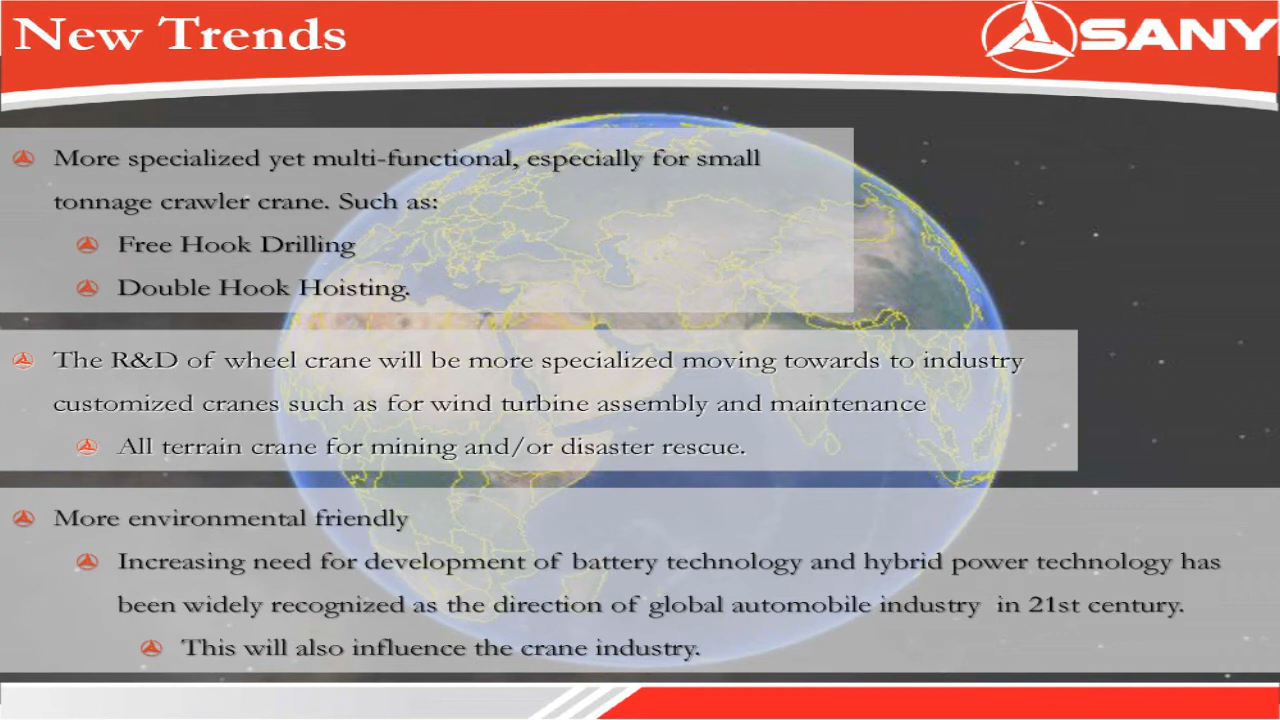 New Trends
SANY
More specialized yet multi-functional, especially for small
tonnage crawler crane. Such as:
Free Hook Drilling
Double Hook Hoisting.
The R&D of wheel crane will be more specialized moving towards to industry
customized cranes such as for wind turbine assembly and maintenance
All terrain crane for mining and/or disaster rescue.
More environmental friendly
Increasing need for development of battery technology and hybrid power technology has
been widely recognized as the direction of global automobile industry in 21st century.
This will also influence the crane industry.